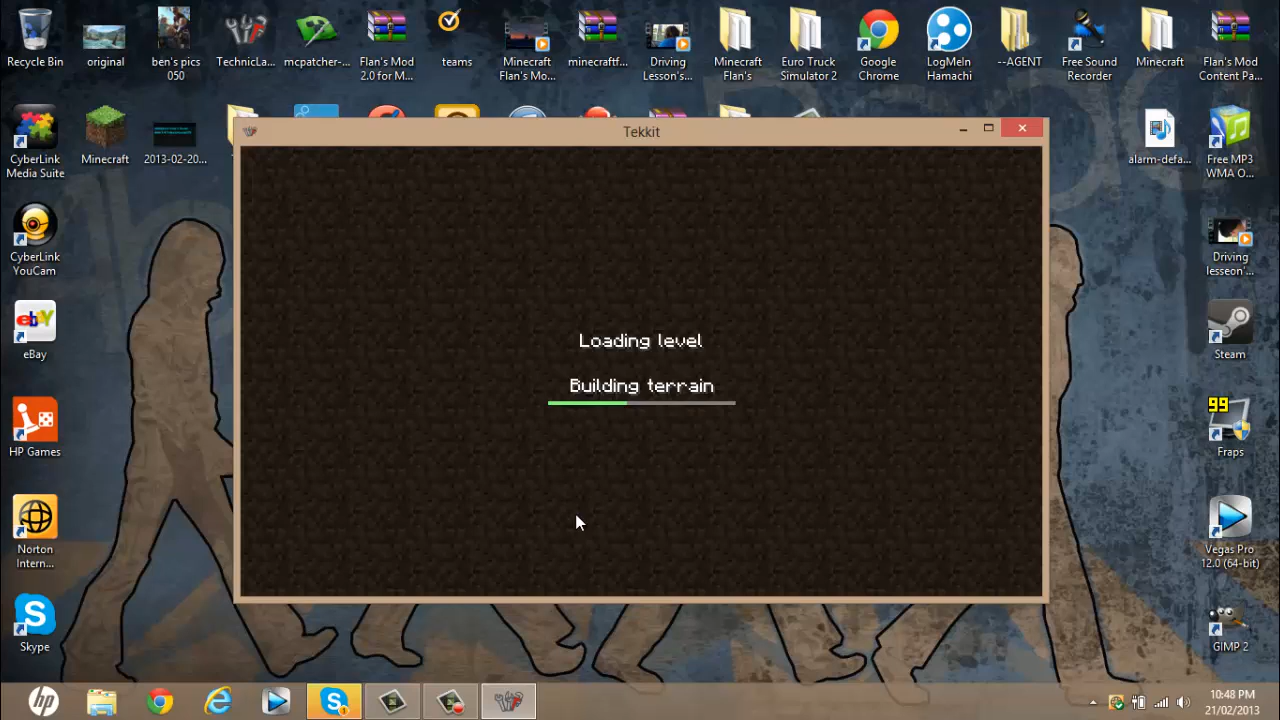 Recycle Bin
original
ben's pics
050
TechnicLa...
mcpatcher-...
Flan's Mod
2.0 for M...
teams
Minecraft
Flan's Mo...
minecraftf...
Driving
Lesson's...
Minecraft
Flan's
Euro Truck
Simulator 2
Google
Chrome
LogMeIn
Hamachi
--AGENT
Free Sound
Recorder
Minecraft
Flan's Mod
Content Pa...
CyberLink
Media Suite
Minecraft
2013-02-20...
Tekkit
alarm-defa...
Free MP3
WMA O...
CyberLink
YouCam
Driving
lesseon'...
Loading level
Building terrain
ebY
eBay
Steam
HP Games
99
Fraps
Norton
Intern...
Vegas Pro
12.0 (64-bit)
S
Skype
GIMP 2
hp
S
1
10:48 PM
21/02/2013